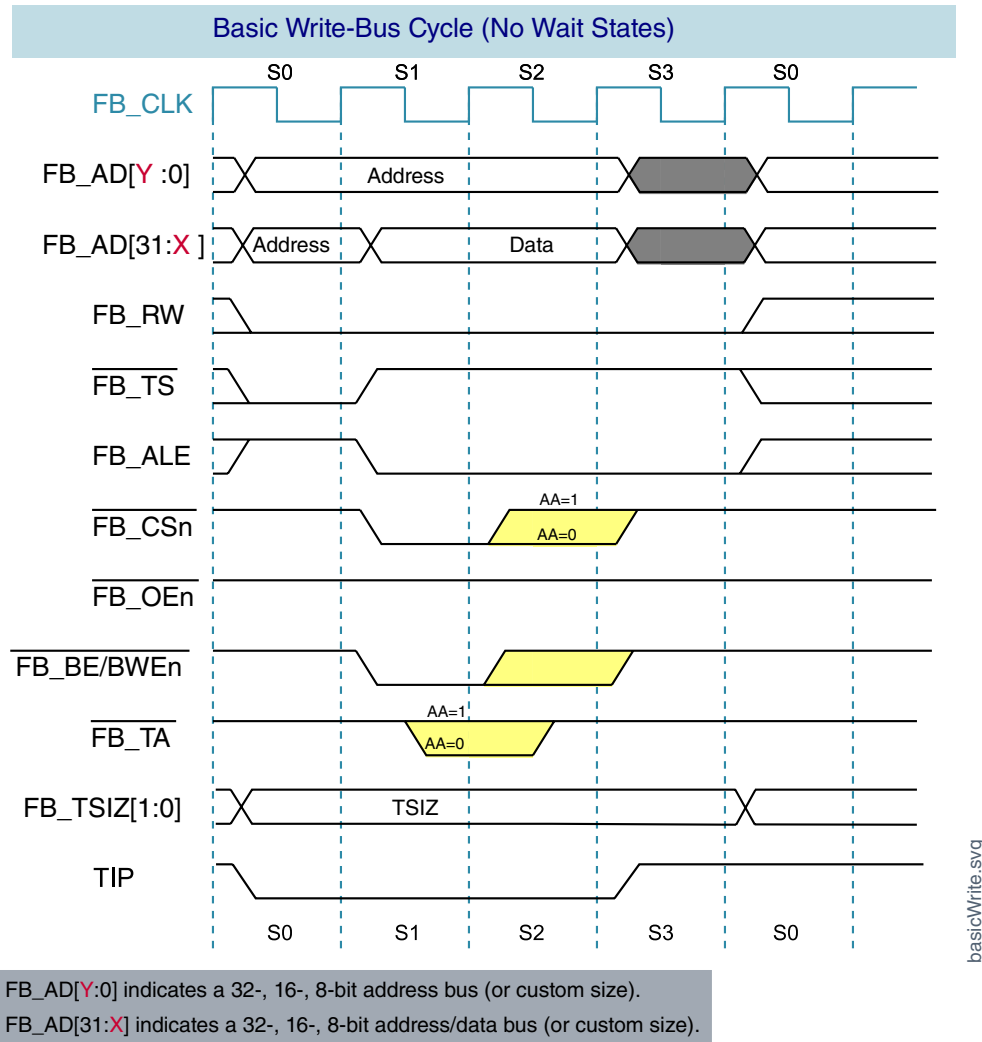 Basic Write-Bus Cycle (No Wait States)
S0 S1 S2 S3 S0
FB_CLK
FB_AD[Y :0] Address
FB_AD[31:X ] Address Data
FB_RW
FB_TS
FB_ALE
FB_CSn AA=1
AA=0
FB_OEn
FB_BE/BWEn
FB_TA AA=1
AA=0
FB_TSIZ[1:0] TSIZ
TIP
S0 S1 S2 S3 S0
basicWrite.svg
FB_AD[Y:0] indicates a 32-, 16-, 8-bit address bus (or custom size).
FB_AD[31:X] indicates a 32-, 16-, 8-bit address/data bus (or custom size).